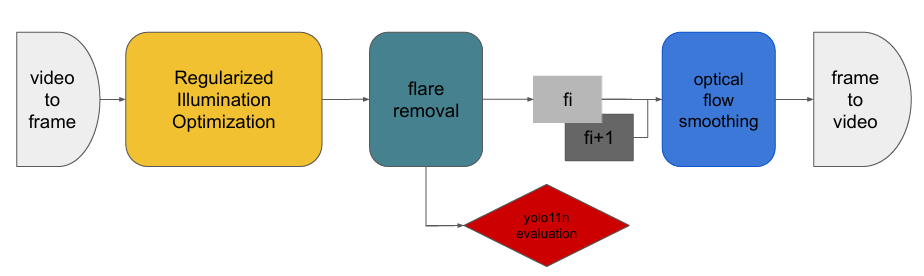 video
to
frame
Regularized
Illumination
Optimization
flare
removal
fi
fi+1
optical
flow
smoothing
frame
to
video
yolo11n
evaluation